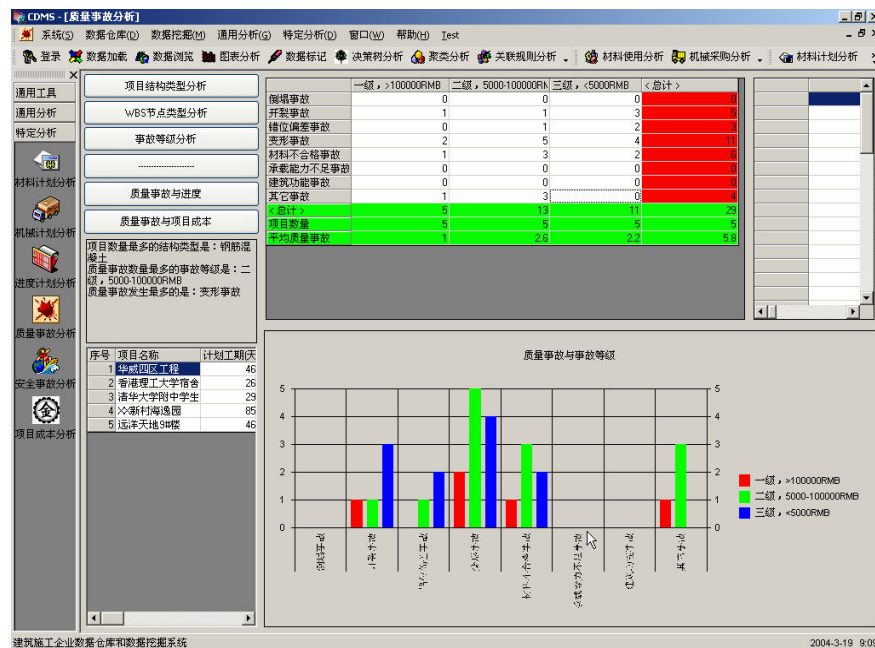 CDMS - [质量事故分析]
系统(S) 数据仓库(D) 数据挖掘(M) 通用分析(G) 特定分析(D) 窗口(W) 帮助(H) Test
登录 数据加载 数据浏览 图表分析 数据标记 决策树分析 聚类分析 关联规则分析 材料使用分析 机械采购分析 材料计划分析
通用工具
通用分析
特定分析
材料计划分析
机械计划分析
进度计划分析
质量事故分析
安全事故分析
项目成本分析
项目结构类型分析
WBS节点类型分析
事故等级分析
----------------------
质量事故与进度
质量事故与项目成本
项目数量最多的结构类型是：钢筋混
凝土
质量事故数量最多的事故等级是：二
级，5000-100000RMB
质量事故发生最多的是：变形事故
序号 项目名称 计划工期(天
1 华威四区工程 46
2 香港理工大学宿舍 26
3 清华大学附中学生 29
4 XX新村海逸园 85
5 远洋天地9#楼 46
一级，>100000RMB 二级，5000-100000RM 三级，<5000RMB <总计>
倒塌事故 0 0 0 0
开裂事故 1 1 3 5
错位偏差事故 0 1 2 3
变形事故 2 5 4 11
材料不合格事故 1 3 2 6
承载能力不足事故 0 0 0 0
建筑功能事故 0 0 0 0
其它事故 1 3 0 4
<总计> 5 13 11 29
项目数量 5 5 5 5
平均质量事故 1 2.6 2.2 5.8
质量事故与事故等级
5 5
4 4
3 3
2 2
1 1
0 0
一级，>100000RMB
二级，5000-100000RMB
三级，<5000RMB
建筑施工企业数据仓库和数据挖掘系统 2004-3-19 9:09